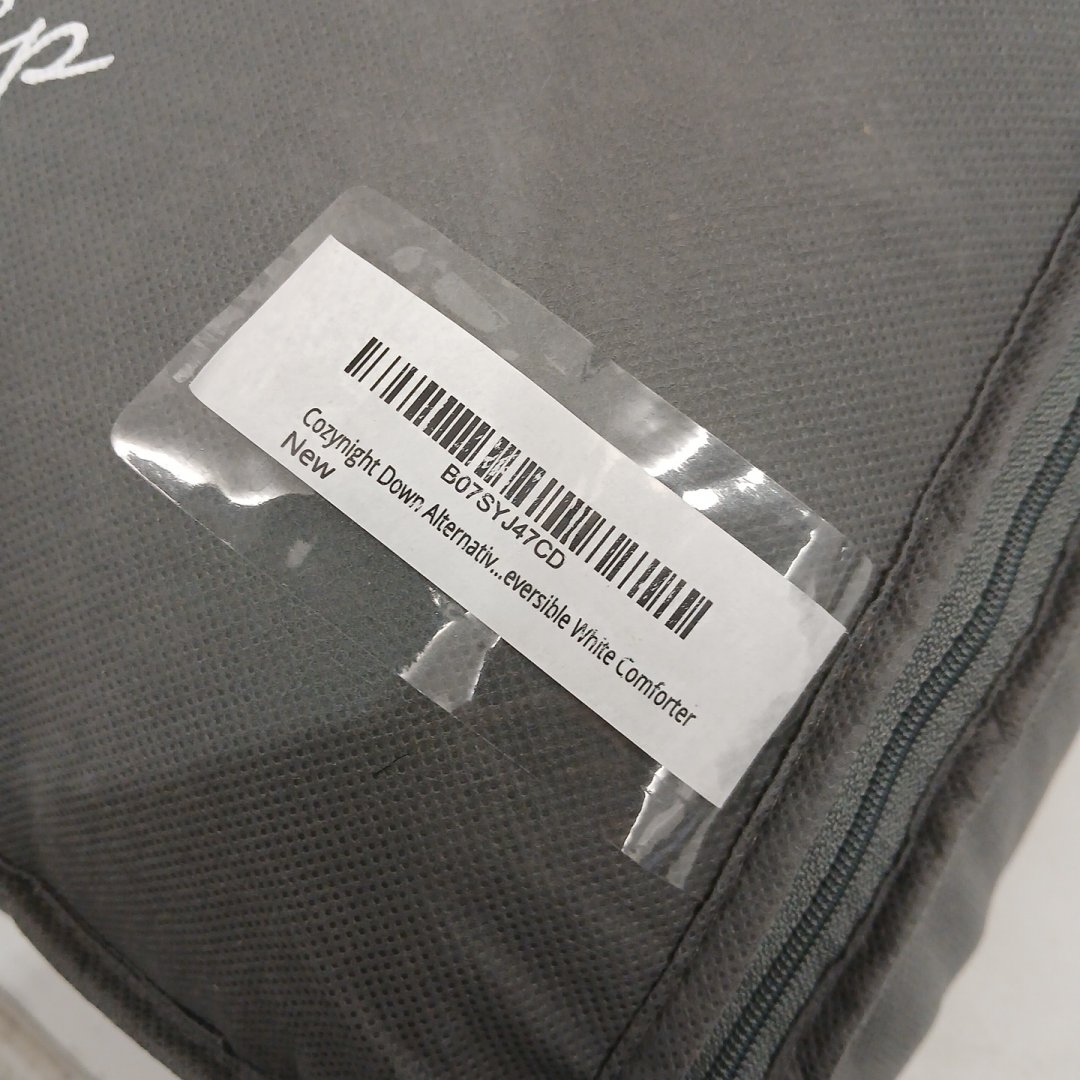 B07SYJ47CD
Cozynight Down Alternativ...eversible White Comforter
New